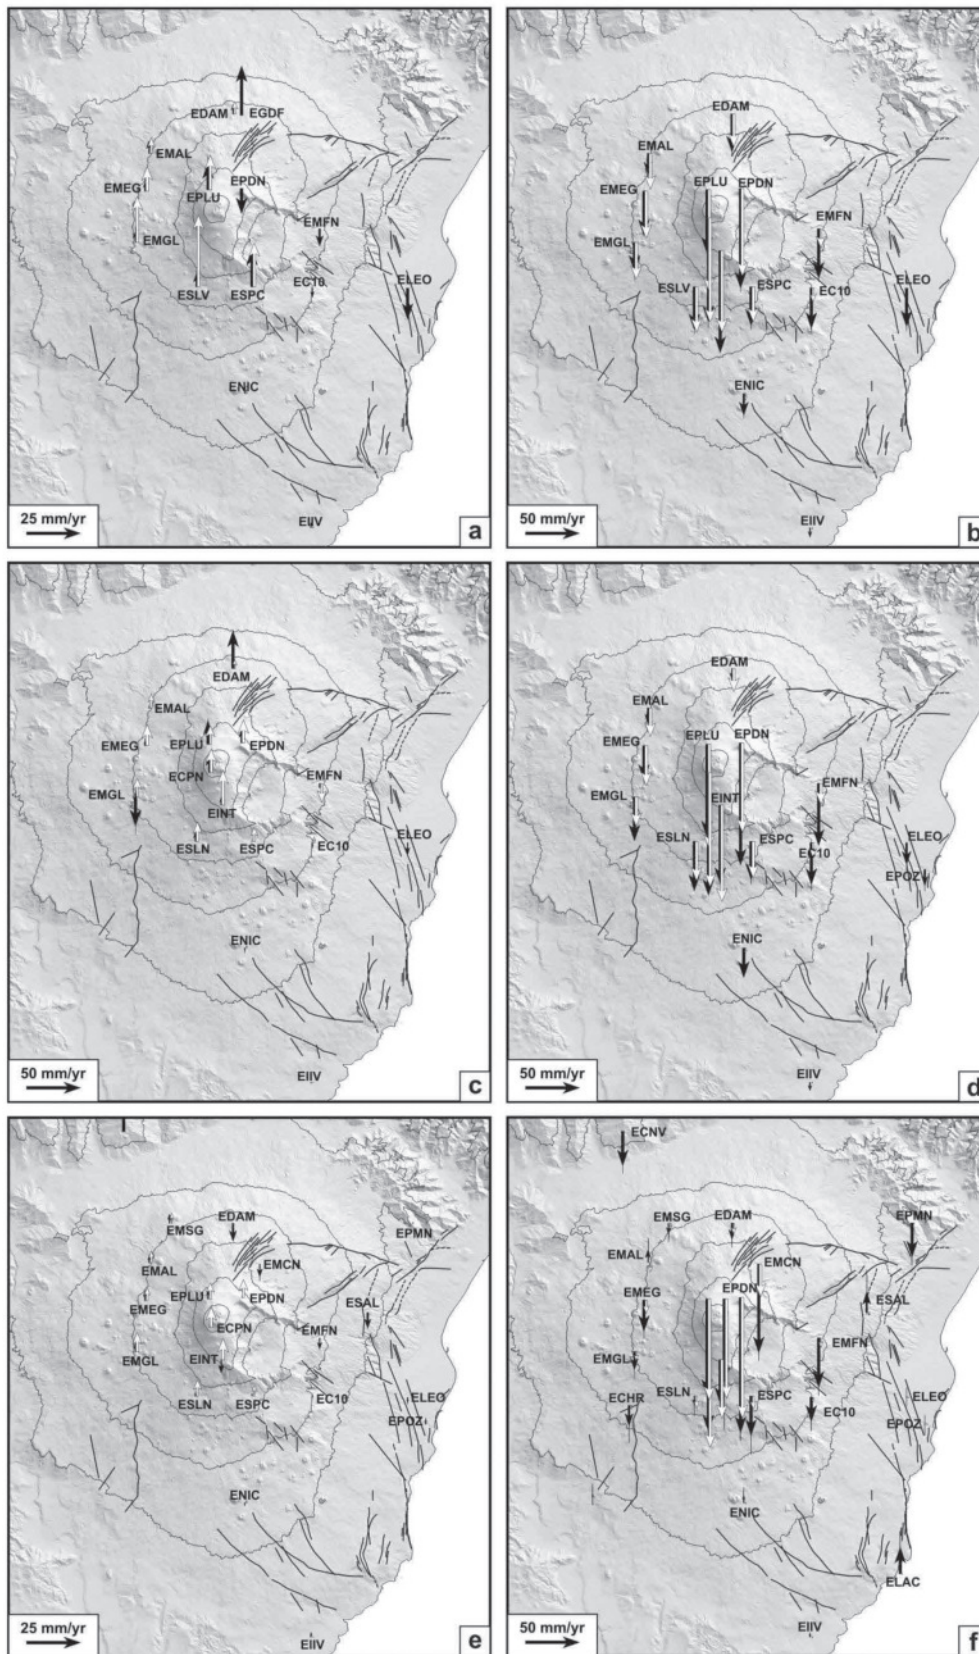 EDAM EGDF
EMAL
EMEG
EPLU
EPDN
EMGL
EMFN
ESLV
ESPC
EC10
ELEO
ENIC
EIIV
25 mm/yr
a
EDAM
EMAL
EPLU EPDN
EMEG
EMFN
EMGL
ESLV
ESPC
EC10
ELEO
ENIC
EIIV
50 mm/yr
b
EDAM
EMAL
EMEG
EPLU
EPDN
ECPN
EMGL
EMFN
EINT
ESLN
ESPC
EC10
ELEO
ENIC
EIIV
50 mm/yr
c
EDAM
EMAL
EPLU EPDN
EMEG
EMGL
EINT
EMFN
ESLN
ESPC
EC10
ELEO
EPOZ
ENIC
EIIV
50 mm/yr
d
EMSG
EDAM
EPMN
EMAL
EMCN
EMEG
EPLU
EPDN
ESAL
ECPN
EMFN
EMGL
EINT
ESLN
ESPC
EC10
ELEO
EPOZ
ENIC
EIIV
25 mm/yr
e
ECNV
EMSG
EDAM
EPMN
EMAL
EMCN
EMEG
EPDN
ESAL
EMFN
EMGL
ECHR
ESLN
ESPC
EC10
ELEO
EPOZ
ENIC
ELAC
EIIV
50 mm/yr
f